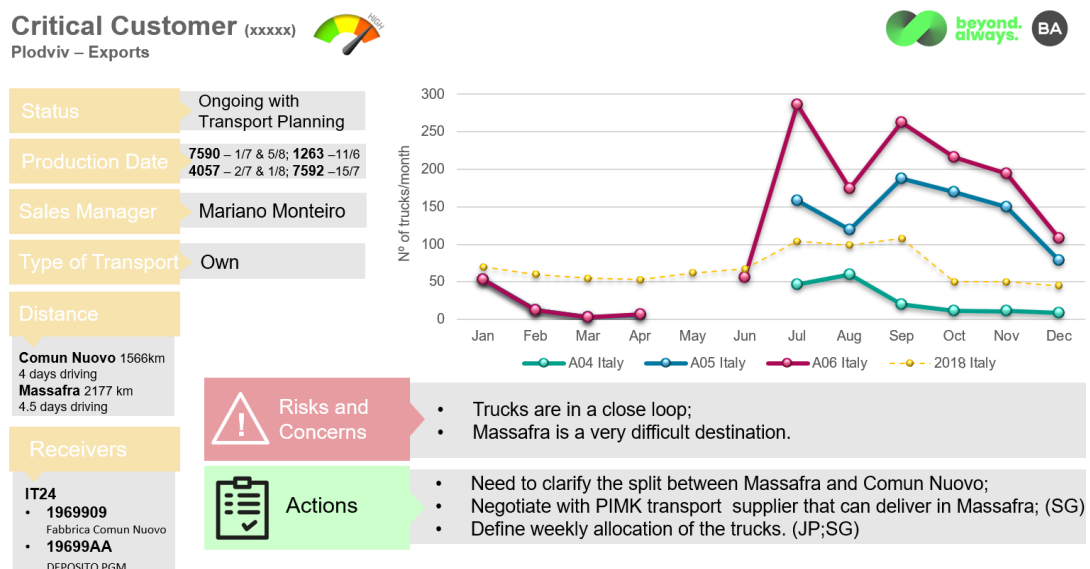 Critical Customer (xxxxx)
Plodviv – Exports
HIGH
beyond.
always.
BA
Status
Ongoing with
Transport Planning
Production Date
7590 – 1/7 & 5/8; 1263 –11/6
4057 – 2/7 & 1/8; 7592 –15/7
Sales Manager
Mariano Monteiro
Type of Transport
Own
Distance
Comun Nuovo 1566km
4 days driving
Massafra 2177 km
4.5 days driving
Receivers
IT24
• 1969909
Fabbrica Comun Nuovo
• 19699AA
DEPOSITO PGM
Nº of trucks/month
300
250
200
150
100
50
0
Jan Feb Mar Apr May Jun Jul Aug Sep Oct Nov Dec
A04 Italy A05 Italy A06 Italy 2018 Italy
Risks and
Concerns
• Trucks are in a close loop;
• Massafra is a very difficult destination.
Actions
• Need to clarify the split between Massafra and Comun Nuovo;
• Negotiate with PIMK transport supplier that can deliver in Massafra; (SG)
• Define weekly allocation of the trucks. (JP;SG)